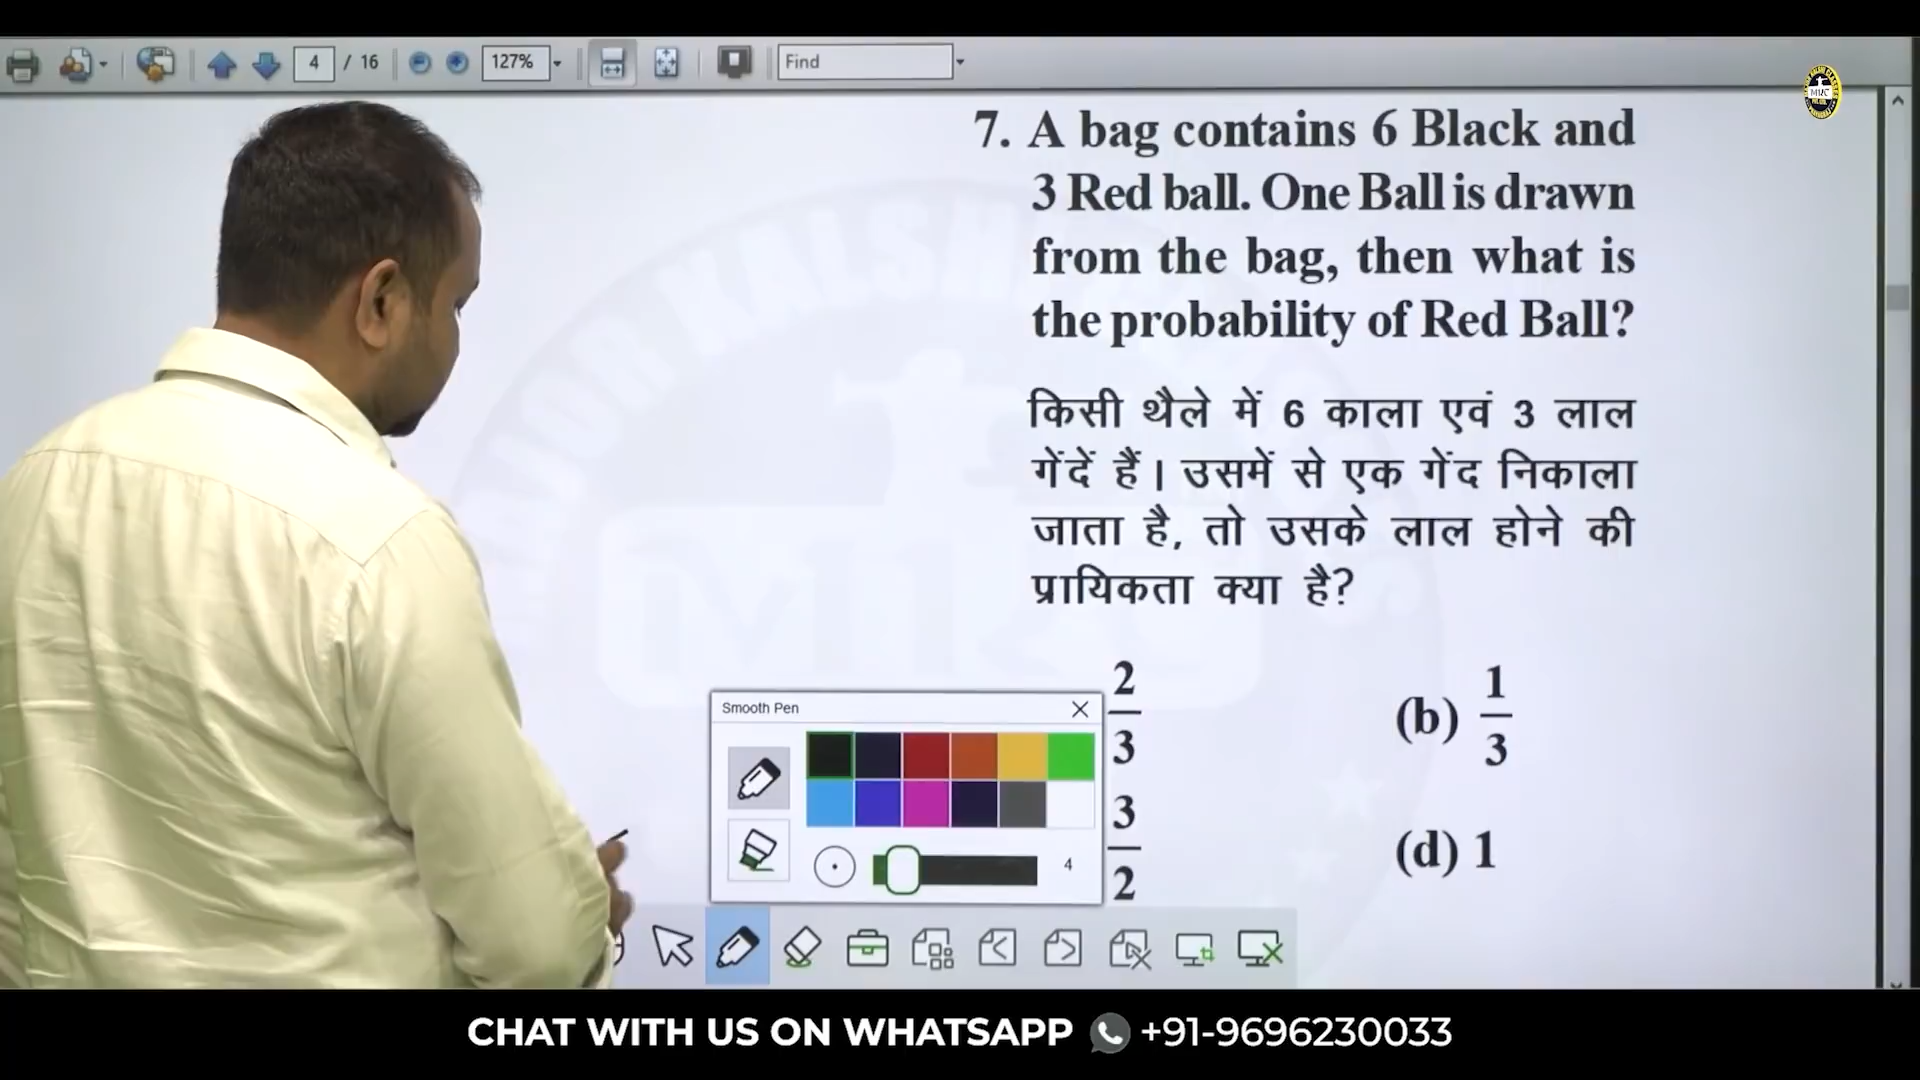 4 / 16 127% Find
7. A bag contains 6 Black and
3 Red ball. One Ball is drawn
from the bag, then what is
the probability of Red Ball?
किसी थैले में 6 काला एवं 3 लाल
गेंदें हैं। उसमें से एक गेंद निकाला
जाता है, तो उसके लाल होने की
प्रायिकता क्या है?
2/3
(b) 1/3
3/2
(d) 1
Smooth Pen
4
CHAT WITH US ON WHATSAPP +91-9696230033